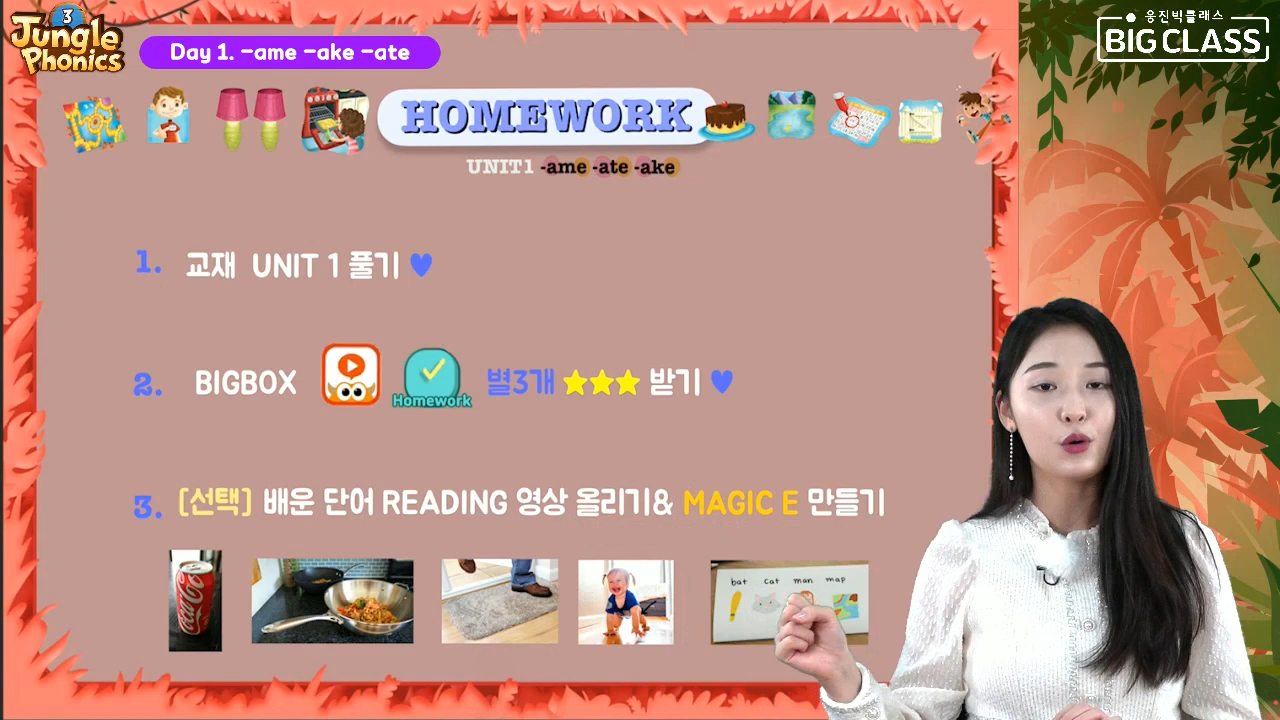 3
Jungle
Phonics
Day 1. -ame -ake -ate
웅진빅클래스
BIG CLASS
HOMEWORK
UNIT1 -ame -ate -ake
1. 교재 UNIT 1 풀기
2. BIGBOX Homework 별3개 받기
3. [선택] 배운 단어 READING 영상 올리기& MAGIC E 만들기
Coca-Cola
bat cat man map